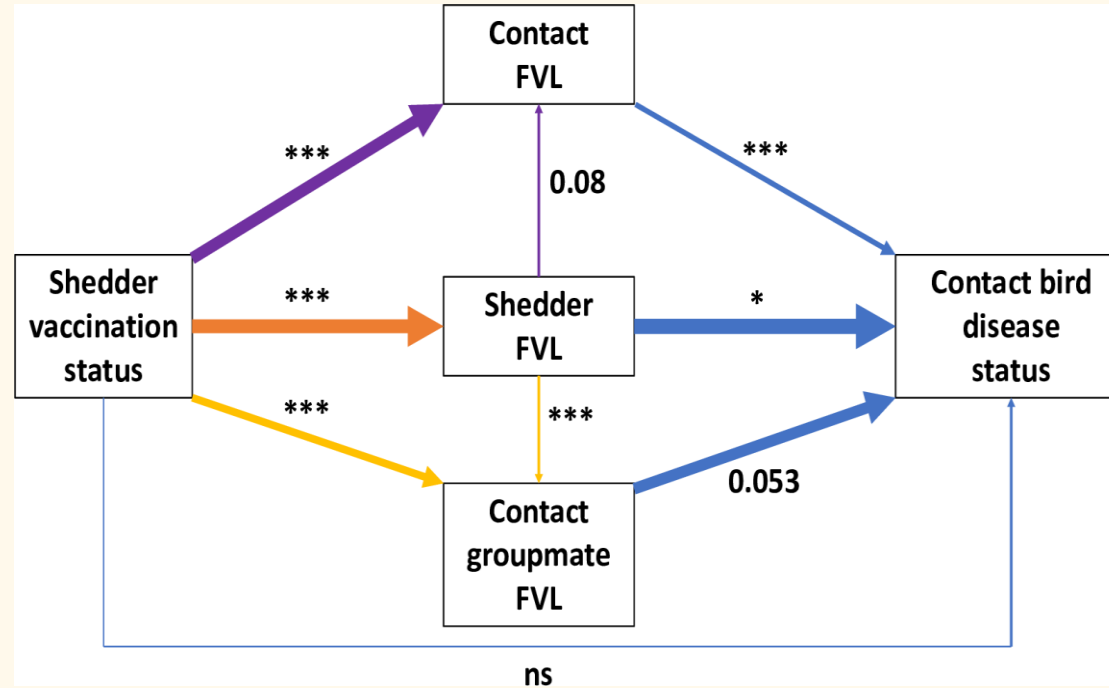 Contact
FVL
***
***
0.08
Shedder
vaccination
status
***
Shedder
FVL
*
Contact bird
disease
status
***
***
Contact
groupmate
FVL
0.053
ns